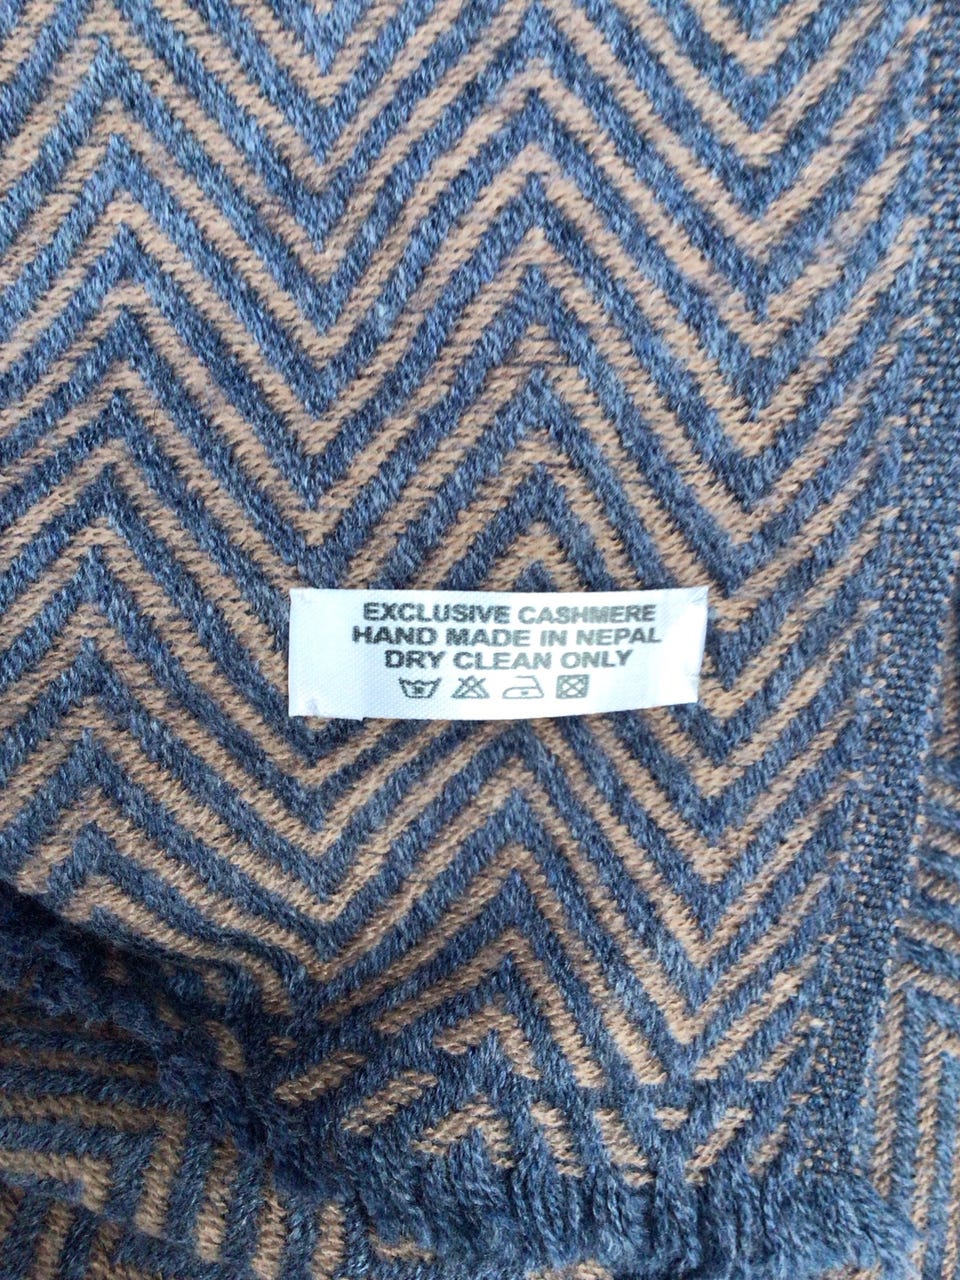 EXCLUSIVE CASHMERE
HAND MADE IN NEPAL
DRY CLEAN ONLY